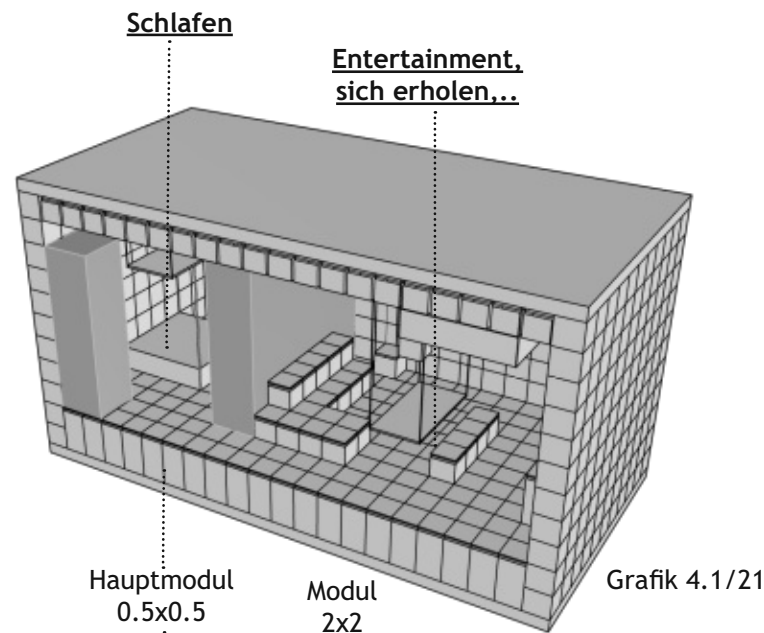 Schlafen
Entertainment,
sich erholen,..
Hauptmodul
0.5x0.5
Modul
2x2
Grafik 4.1/21